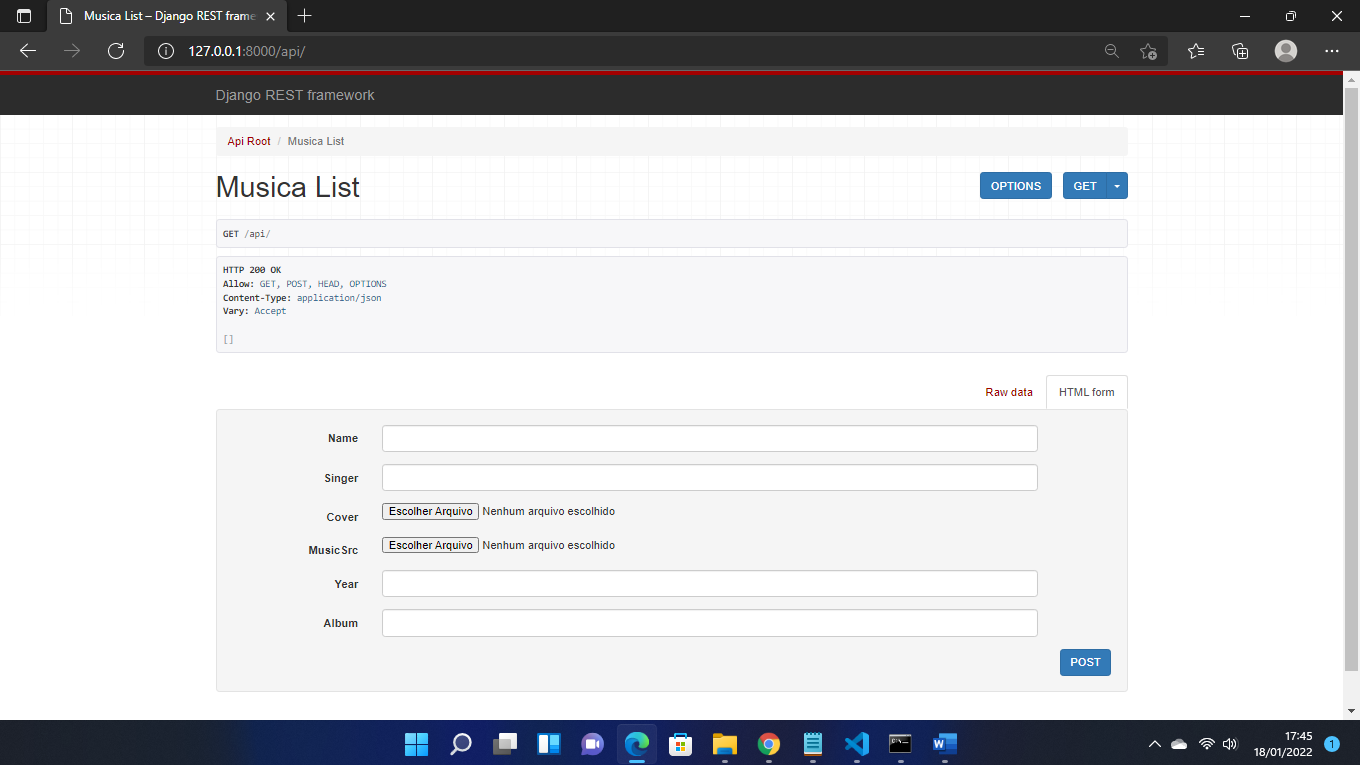 Musica List – Django REST frame
127.0.0.1:8000/api/
Django REST framework
Api Root / Musica List
Musica List
OPTIONS
GET
GET /api/
HTTP 200 OK
Allow: GET, POST, HEAD, OPTIONS
Content-Type: application/json
Vary: Accept
[]
Raw data
HTML form
Name
Singer
Cover
Escolher Arquivo Nenhum arquivo escolhido
MusicSrc
Escolher Arquivo Nenhum arquivo escolhido
Year
Album
POST
17:45
18/01/2022
1